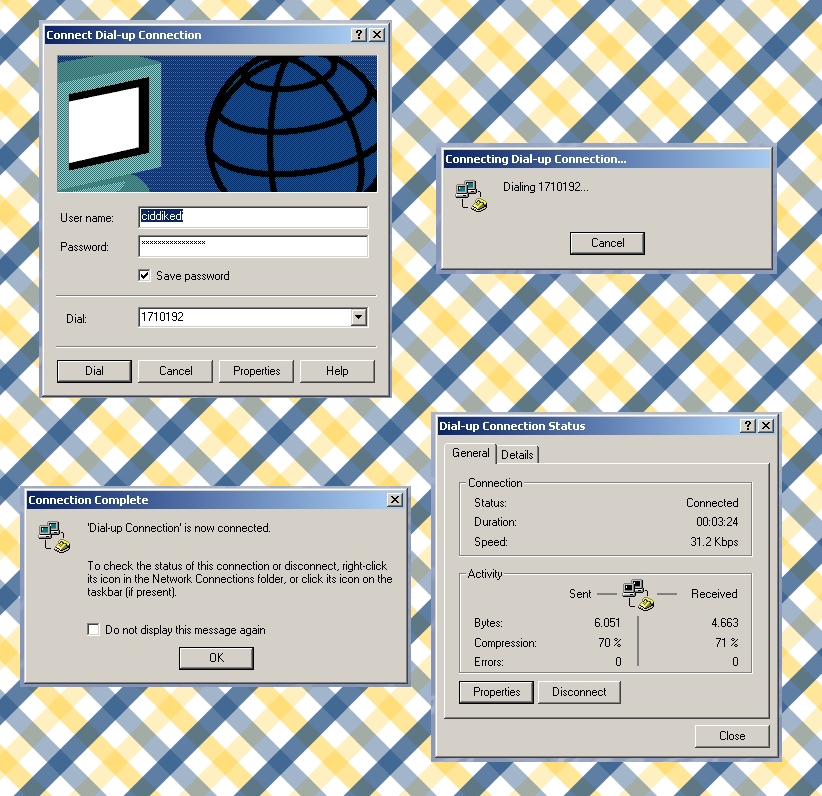 Connect Dial-up Connection
User name: ciddiked
Password: ****************
Save password
Dial: 1710192
Dial Cancel Properties Help
Connecting Dial-up Connection...
Dialing 1710192...
Cancel
Connection Complete
'Dial-up Connection' is now connected.
To check the status of this connection or disconnect, right-click
its icon in the Network Connections folder, or click its icon on the
taskbar (if present).
Do not display this message again
OK
Dial-up Connection Status
General Details
Connection
Status: Connected
Duration: 00:03:24
Speed: 31.2 Kbps
Activity
Sent Received
Bytes: 6.051 4.663
Compression: 70 % 71 %
Errors: 0 0
Properties Disconnect
Close